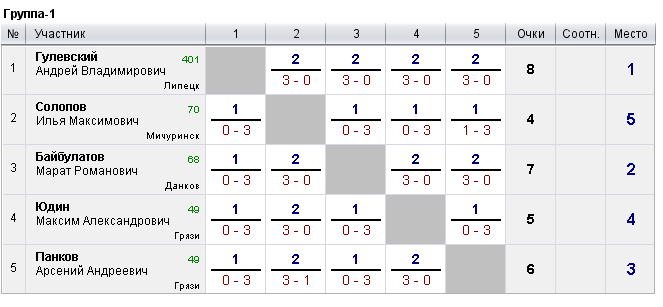 Группа-1
№ Участник 1 2 3 4 5 Очки Соотн. Место
1 Гулевский 401 2 2 2 2 8 1
Андрей Владимирович 3 - 0 3 - 0 3 - 0 3 - 0
Липецк
2 Солопов 70 1 1 1 1 4 5
Илья Максимович 0 - 3 0 - 3 0 - 3 1 - 3
Мичуринск
3 Байбулатов 68 1 2 2 2 7 2
Марат Романович 0 - 3 3 - 0 3 - 0 3 - 0
Данков
4 Юдин 49 1 2 1 1 5 4
Максим Александрович 0 - 3 3 - 0 0 - 3 0 - 3
Грязи
5 Панков 49 1 2 1 2 6 3
Арсений Андреевич 0 - 3 3 - 1 0 - 3 3 - 0
Грязи